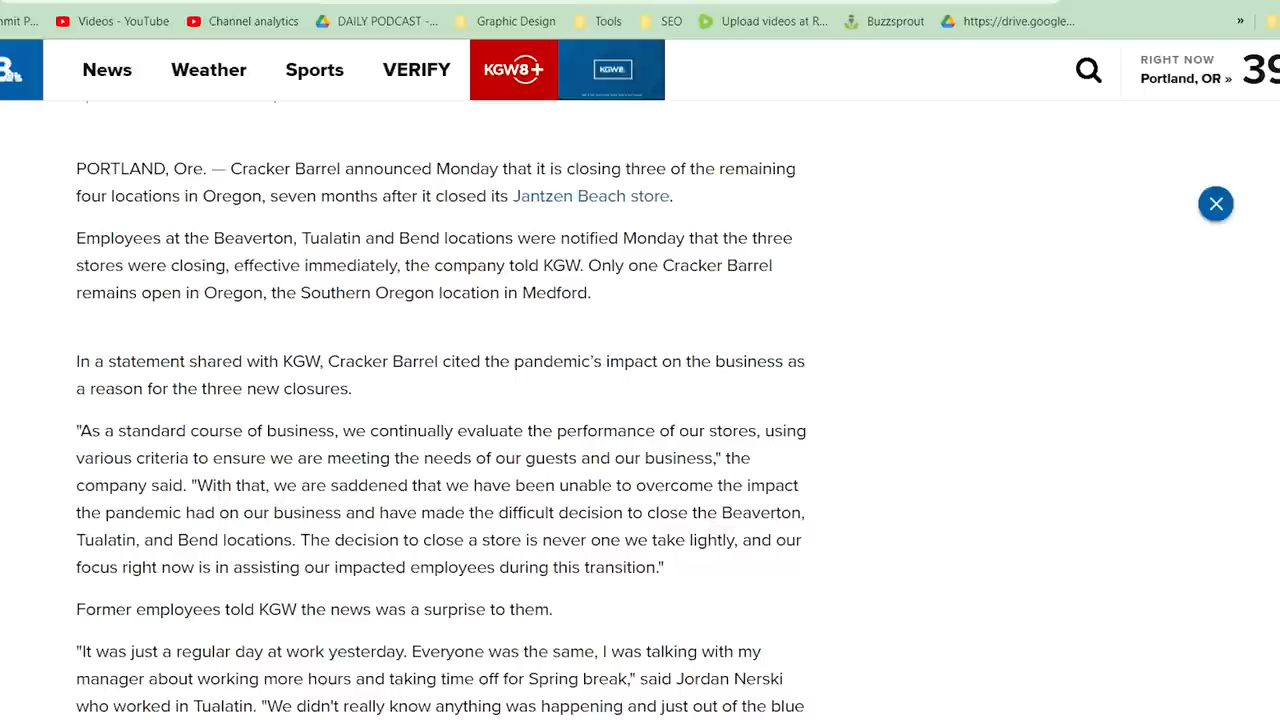 mmit P...
Videos - YouTube
Channel analytics
DAILY PODCAST -...
Graphic Design
Tools
SEO
Upload videos at R...
Buzzsprout
https://drive.google...
»
8
News
Weather
Sports
VERIFY
KGW8+
KGW8
RIGHT NOW
Portland, OR »
39
PORTLAND, Ore. — Cracker Barrel announced Monday that it is closing three of the remaining
four locations in Oregon, seven months after it closed its Jantzen Beach store.
Employees at the Beaverton, Tualatin and Bend locations were notified Monday that the three
stores were closing, effective immediately, the company told KGW. Only one Cracker Barrel
remains open in Oregon, the Southern Oregon location in Medford.
In a statement shared with KGW, Cracker Barrel cited the pandemic’s impact on the business as
a reason for the three new closures.
"As a standard course of business, we continually evaluate the performance of our stores, using
various criteria to ensure we are meeting the needs of our guests and our business," the
company said. "With that, we are saddened that we have been unable to overcome the impact
the pandemic had on our business and have made the difficult decision to close the Beaverton,
Tualatin, and Bend locations. The decision to close a store is never one we take lightly, and our
focus right now is in assisting our impacted employees during this transition."
Former employees told KGW the news was a surprise to them.
"It was just a regular day at work yesterday. Everyone was the same, I was talking with my
manager about working more hours and taking time off for Spring break," said Jordan Nerski
who worked in Tualatin. "We didn't really know anything was happening and just out of the blue